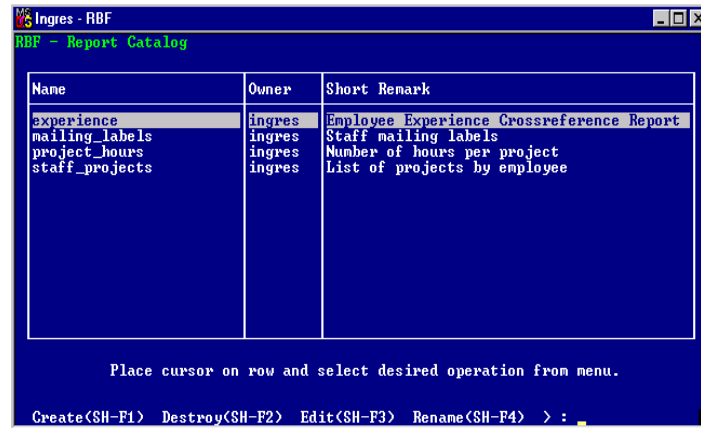 Ingres - RBF
RBF - Report Catalog
Name Owner Short Remark
experience ingres Employee Experience Crossreference Report
mailing_labels ingres Staff mailing labels
project_hours ingres Number of hours per project
staff_projects ingres List of projects by employee
Place cursor on row and select desired operation from menu.
Create(SH-F1) Destroy(SH-F2) Edit(SH-F3) Rename(SH-F4) > : _